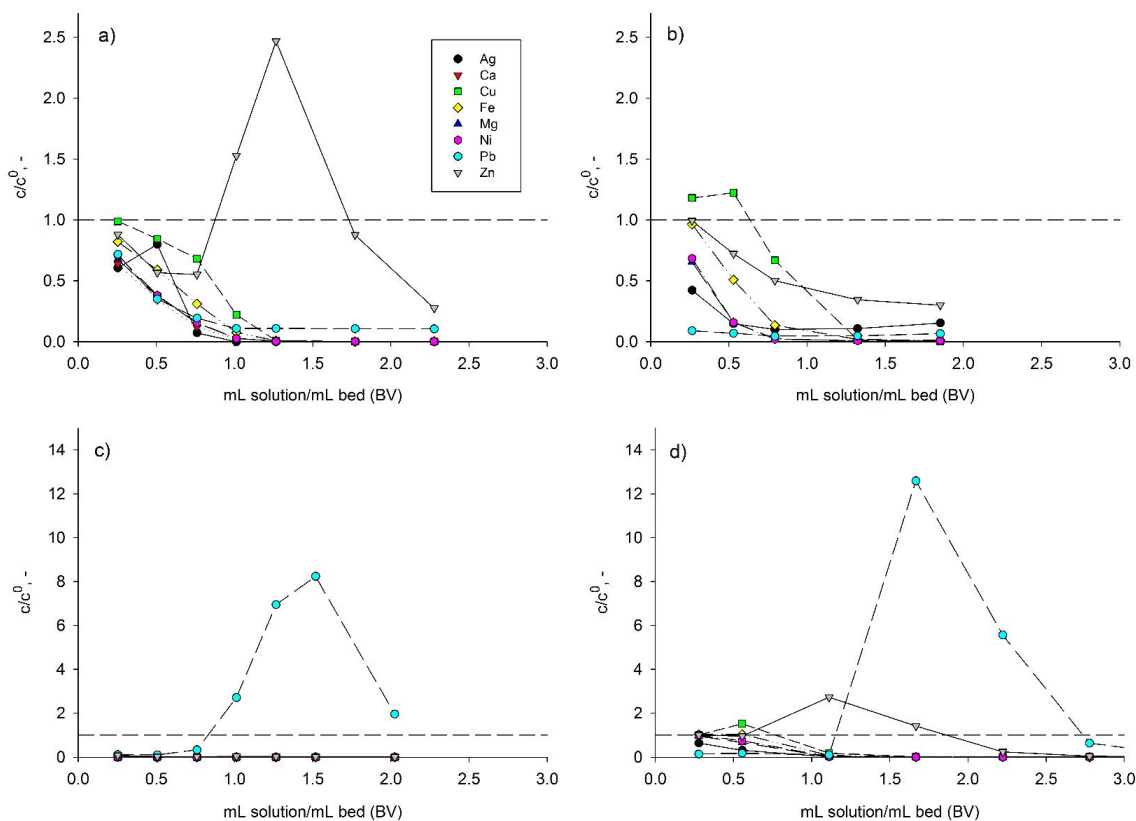 a)
2.5
2.0
1.5
1.0
0.5
0.0
c/c⁰, -
0.0 0.5 1.0 1.5 2.0 2.5 3.0
mL solution/mL bed (BV)
Ag
Ca
Cu
Fe
Mg
Ni
Pb
Zn
b)
2.5
2.0
1.5
1.0
0.5
0.0
c/c⁰, -
0.0 0.5 1.0 1.5 2.0 2.5 3.0
mL solution/mL bed (BV)
c)
14
12
10
8
6
4
2
0
c/c⁰, -
0.0 0.5 1.0 1.5 2.0 2.5 3.0
mL solution/mL bed (BV)
d)
14
12
10
8
6
4
2
0
c/c⁰, -
0.0 0.5 1.0 1.5 2.0 2.5 3.0
mL solution/mL bed (BV)